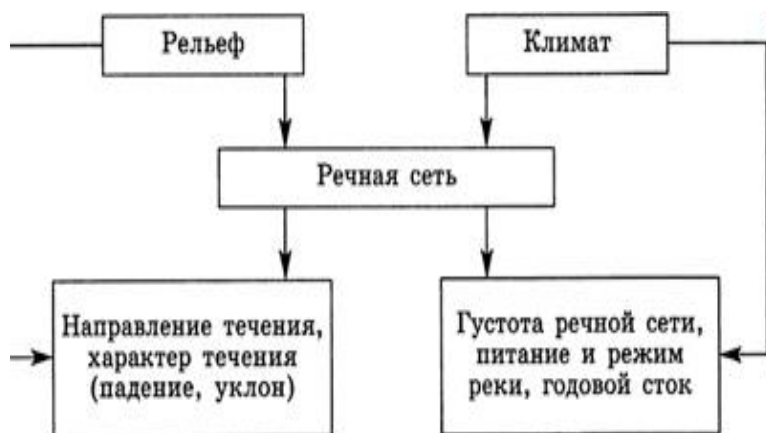 Рельеф
Климат
Речная сеть
Направление течения,
характер течения
(падение, уклон)
Густота речной сети,
питание и режим
реки, годовой сток